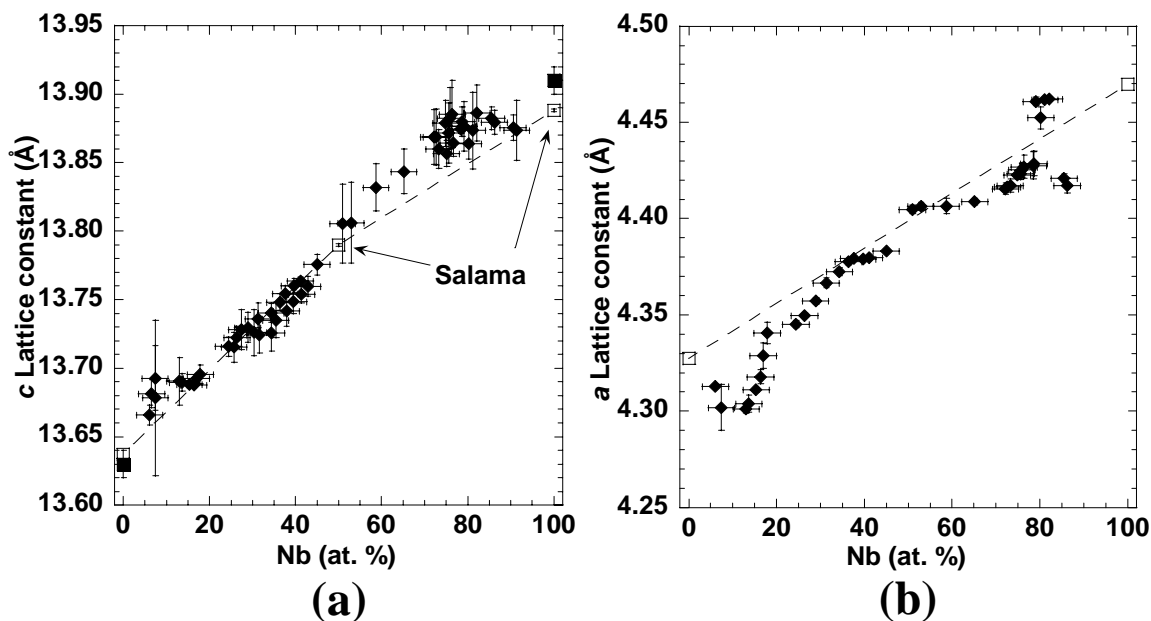 13.95
13.90
13.85
13.80
13.75
13.70
13.65
13.60
c Lattice constant (Å)
Salama
0 20 40 60 80 100
Nb (at. %)
(a)
4.50
4.45
4.40
4.35
4.30
4.25
a Lattice constant (Å)
0 20 40 60 80 100
Nb (at. %)
(b)